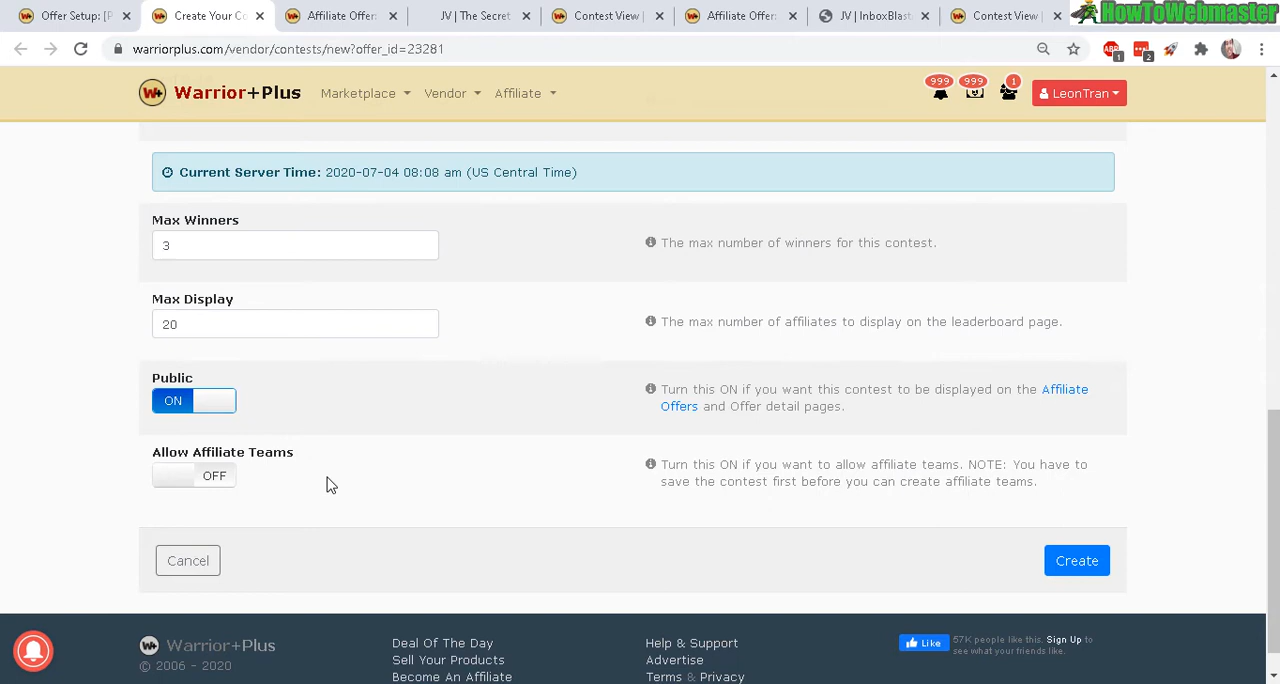 Offer Setup: [P
Create Your Co
Affiliate Offer:
JV | The Secret
Contest View |
Affiliate Offer:
JV | InboxBlast
Contest View |
HowToWebmaster
warriorplus.com/vendor/contests/new?offer_id=23281
1
2
Warrior+Plus
Marketplace
Vendor
Affiliate
999
999
1
LeonTran
Current Server Time: 2020-07-04 08:08 am (US Central Time)
Max Winners
3
The max number of winners for this contest.
Max Display
20
The max number of affiliates to display on the leaderboard page.
Public
ON
Turn this ON if you want this contest to be displayed on the Affiliate
Offers and Offer detail pages.
Allow Affiliate Teams
OFF
Turn this ON if you want to allow affiliate teams. NOTE: You have to
save the contest first before you can create affiliate teams.
Cancel
Create
Warrior+Plus
© 2006 - 2020
Deal Of The Day
Sell Your Products
Become An Affiliate
Help & Support
Advertise
Terms & Privacy
Like
57K people like this. Sign Up to
see what your friends like.